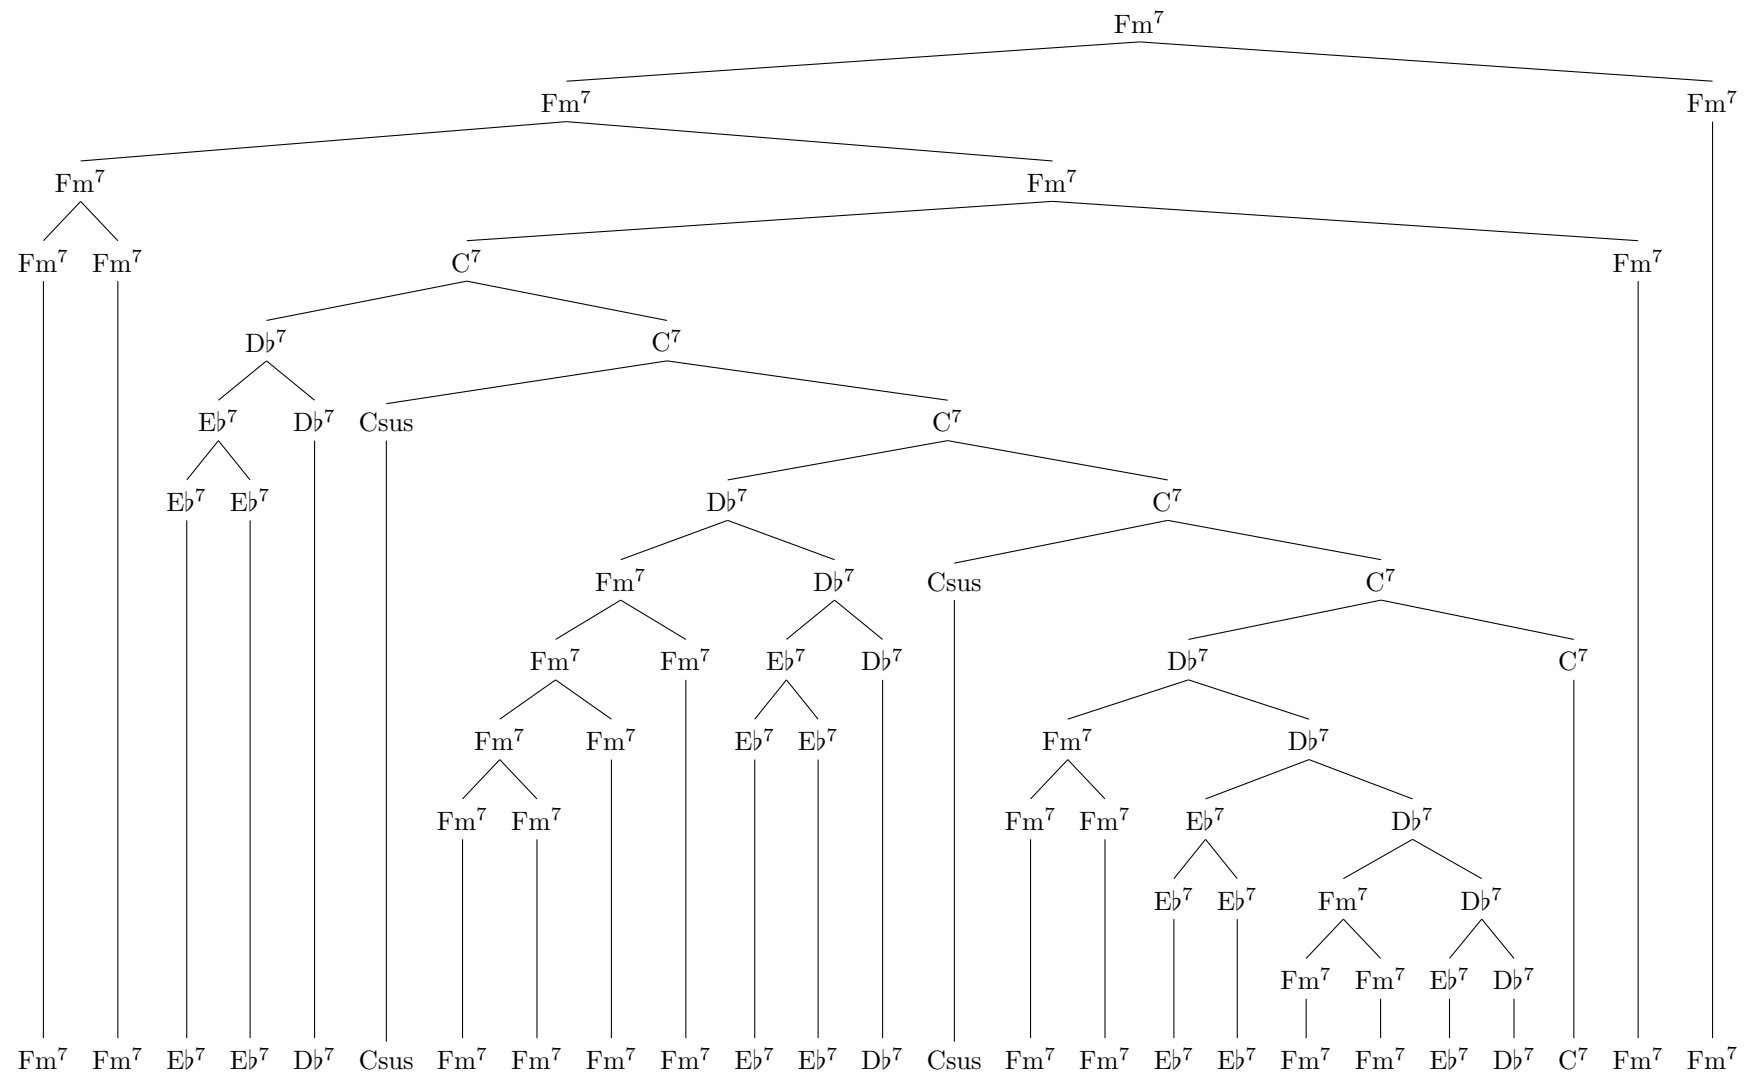 Fm⁷
Fm⁷ Fm⁷
Fm⁷ Fm⁷
Fm⁷ Fm⁷ C⁷ Fm⁷
D♭⁷ C⁷
E♭⁷ D♭⁷ Csus C⁷
E♭⁷ E♭⁷ D♭⁷ C⁷
Fm⁷ D♭⁷ Csus C⁷
Fm⁷ Fm⁷ E♭⁷ D♭⁷ D♭⁷ C⁷
Fm⁷ Fm⁷ E♭⁷ E♭⁷ Fm⁷ D♭⁷
Fm⁷ Fm⁷ Fm⁷ Fm⁷ E♭⁷ D♭⁷
E♭⁷ E♭⁷ Fm⁷ D♭⁷
Fm⁷ Fm⁷ E♭⁷ D♭⁷
Fm⁷ Fm⁷ E♭⁷ E♭⁷ D♭⁷ Csus Fm⁷ Fm⁷ Fm⁷ Fm⁷ E♭⁷ E♭⁷ D♭⁷ Csus Fm⁷ Fm⁷ E♭⁷ E♭⁷ Fm⁷ Fm⁷ E♭⁷ D♭⁷ C⁷ Fm⁷ Fm⁷